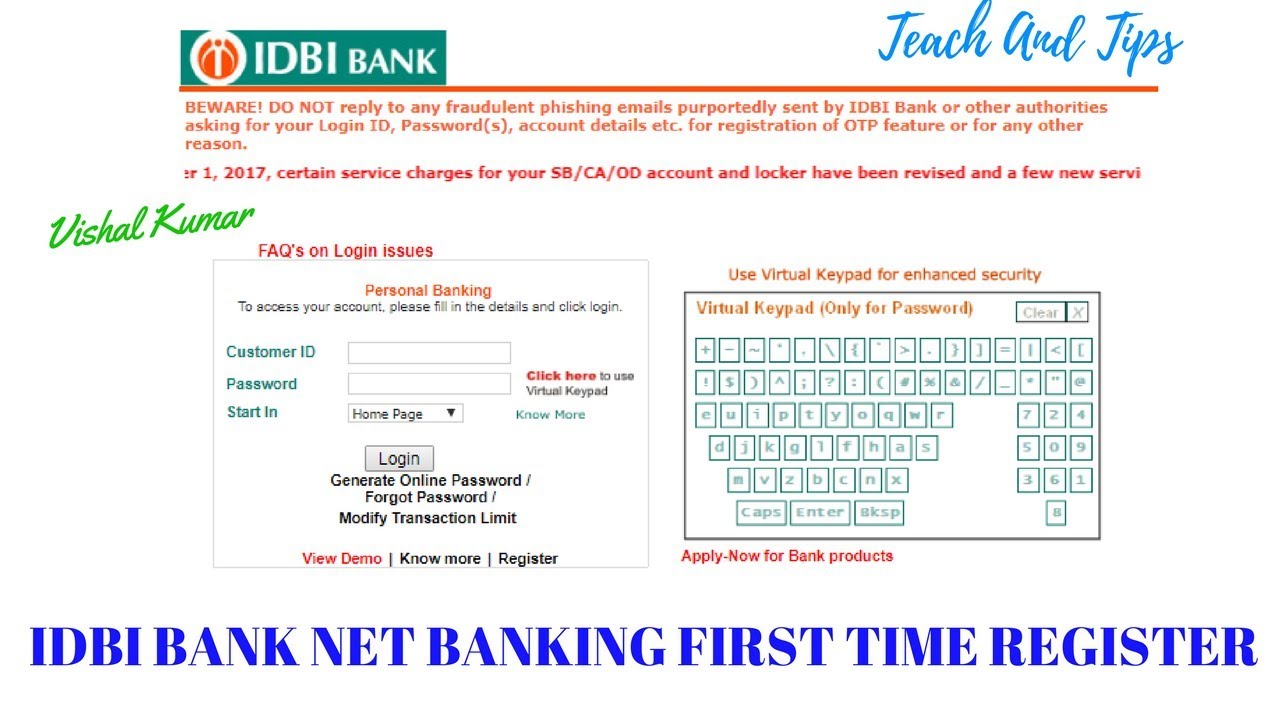 Teach And Tips
IDBI BANK
BEWARE! DO NOT reply to any fraudulent phishing emails purportedly sent by IDBI Bank or other authorities
asking for your Login ID, Password(s), account details etc. for registration of OTP feature or for any other
reason.
er 1, 2017, certain service charges for your SB/CA/OD account and locker have been revised and a few new servi
Vishal Kumar
FAQ's on Login issues
Personal Banking
To access your account, please fill in the details and click login.
Customer ID
Password
Click here to use
Virtual Keypad
Start In
Home Page ▼
Know More
Login
Generate Online Password /
Forgot Password /
Modify Transaction Limit
View Demo | Know more | Register
Use Virtual Keypad for enhanced security
Virtual Keypad (Only for Password)
Clear X
+ - ~ ' , \ { ` > . } ] = | < [
! $ ) ^ ; ? : ( # % & / _ * " @
e u i p t y o q w r 7 2 4
d j k g l f h a s 5 0 9
m v z b c n x 3 6 1
Caps Enter Bksp 8
Apply-Now for Bank products
IDBI BANK NET BANKING FIRST TIME REGISTER